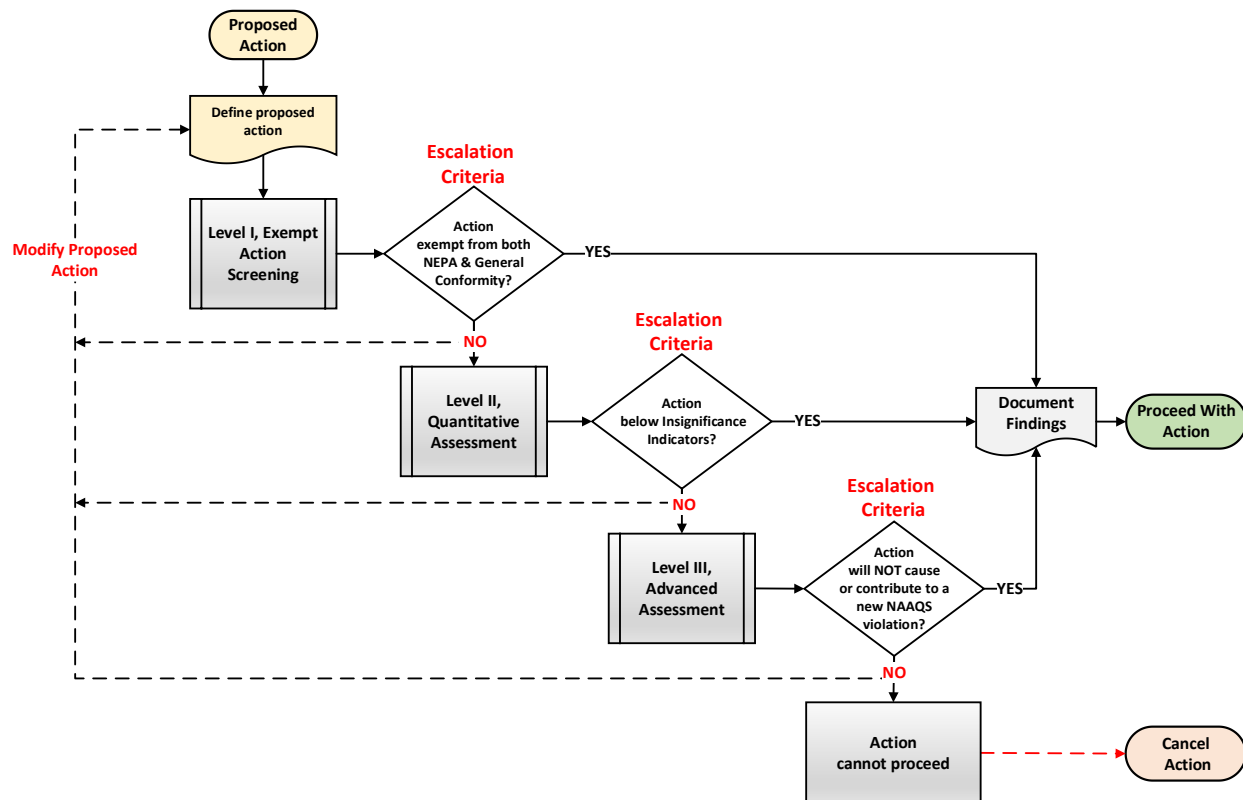 Proposed
Action
Define proposed
action
Escalation
Criteria
Level I, Exempt
Action
Screening
Action
exempt from both
NEPA & General
Conformity?
YES
Modify Proposed
Action
NO
Escalation
Criteria
Level II,
Quantitative
Assessment
Action
below Insignificance
Indicators?
YES
Document
Findings
Proceed With
Action
NO
Escalation
Criteria
Level III,
Advanced
Assessment
Action
will NOT cause
or contribute to a
new NAAQS
violation?
YES
NO
Action
cannot proceed
Cancel
Action